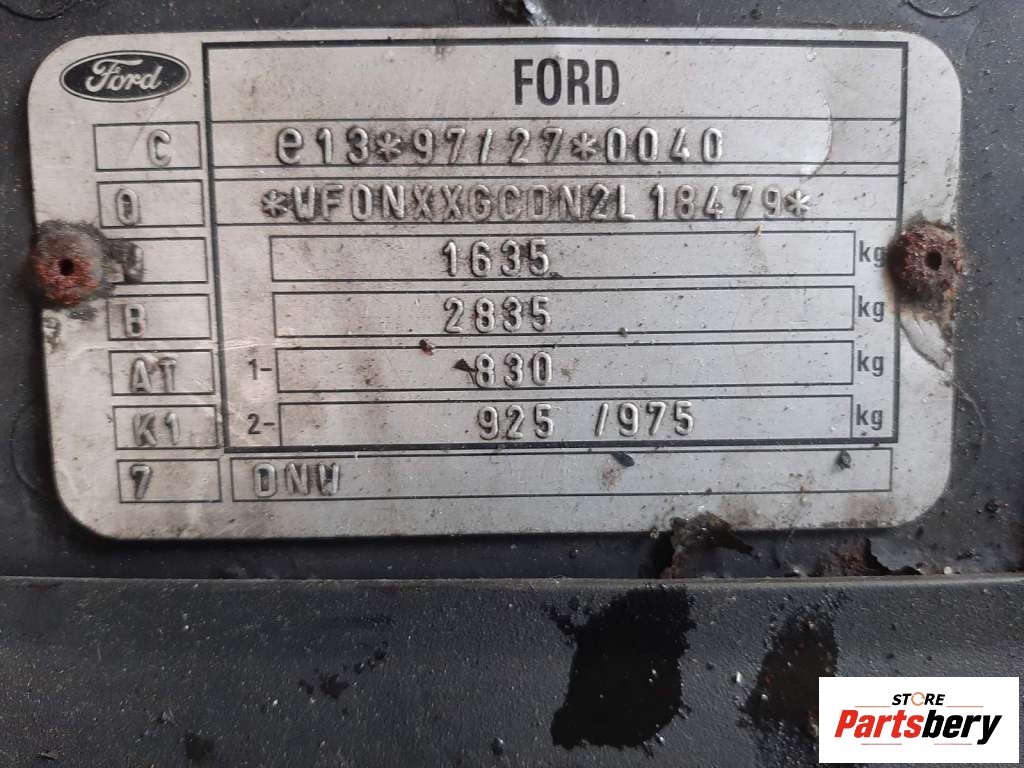 Ford
FORD
C e13*97/27*0040
0 *WF0NXXGCDN2L18479*
1635 kg
B 2835 kg
AT 1- 830 kg
K1 2- 925 /975 kg
7 DNW
STORE
Partsbery